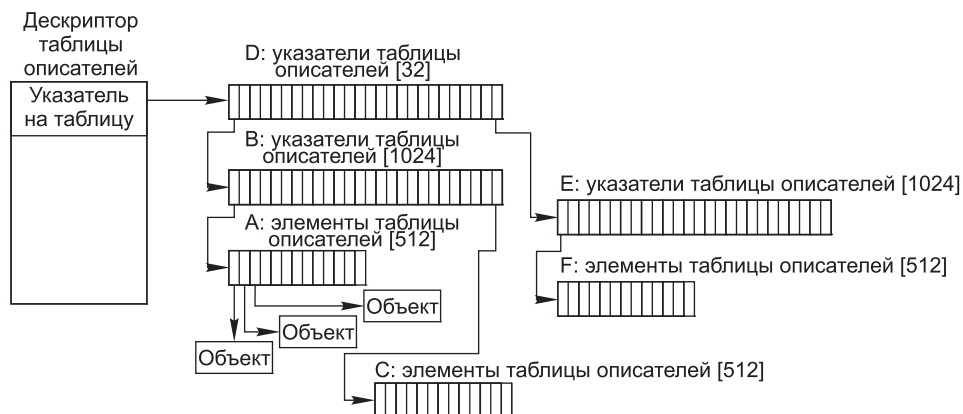 Дескриптор
таблицы
описателей
Указатель
на таблицу
D: указатели таблицы
описателей [32]
B: указатели таблицы
описателей [1024]
A: элементы таблицы
описателей [512]
Объект
Объект
Объект
E: указатели таблицы описателей [1024]
F: элементы таблицы описателей [512]
C: элементы таблицы описателей [512]